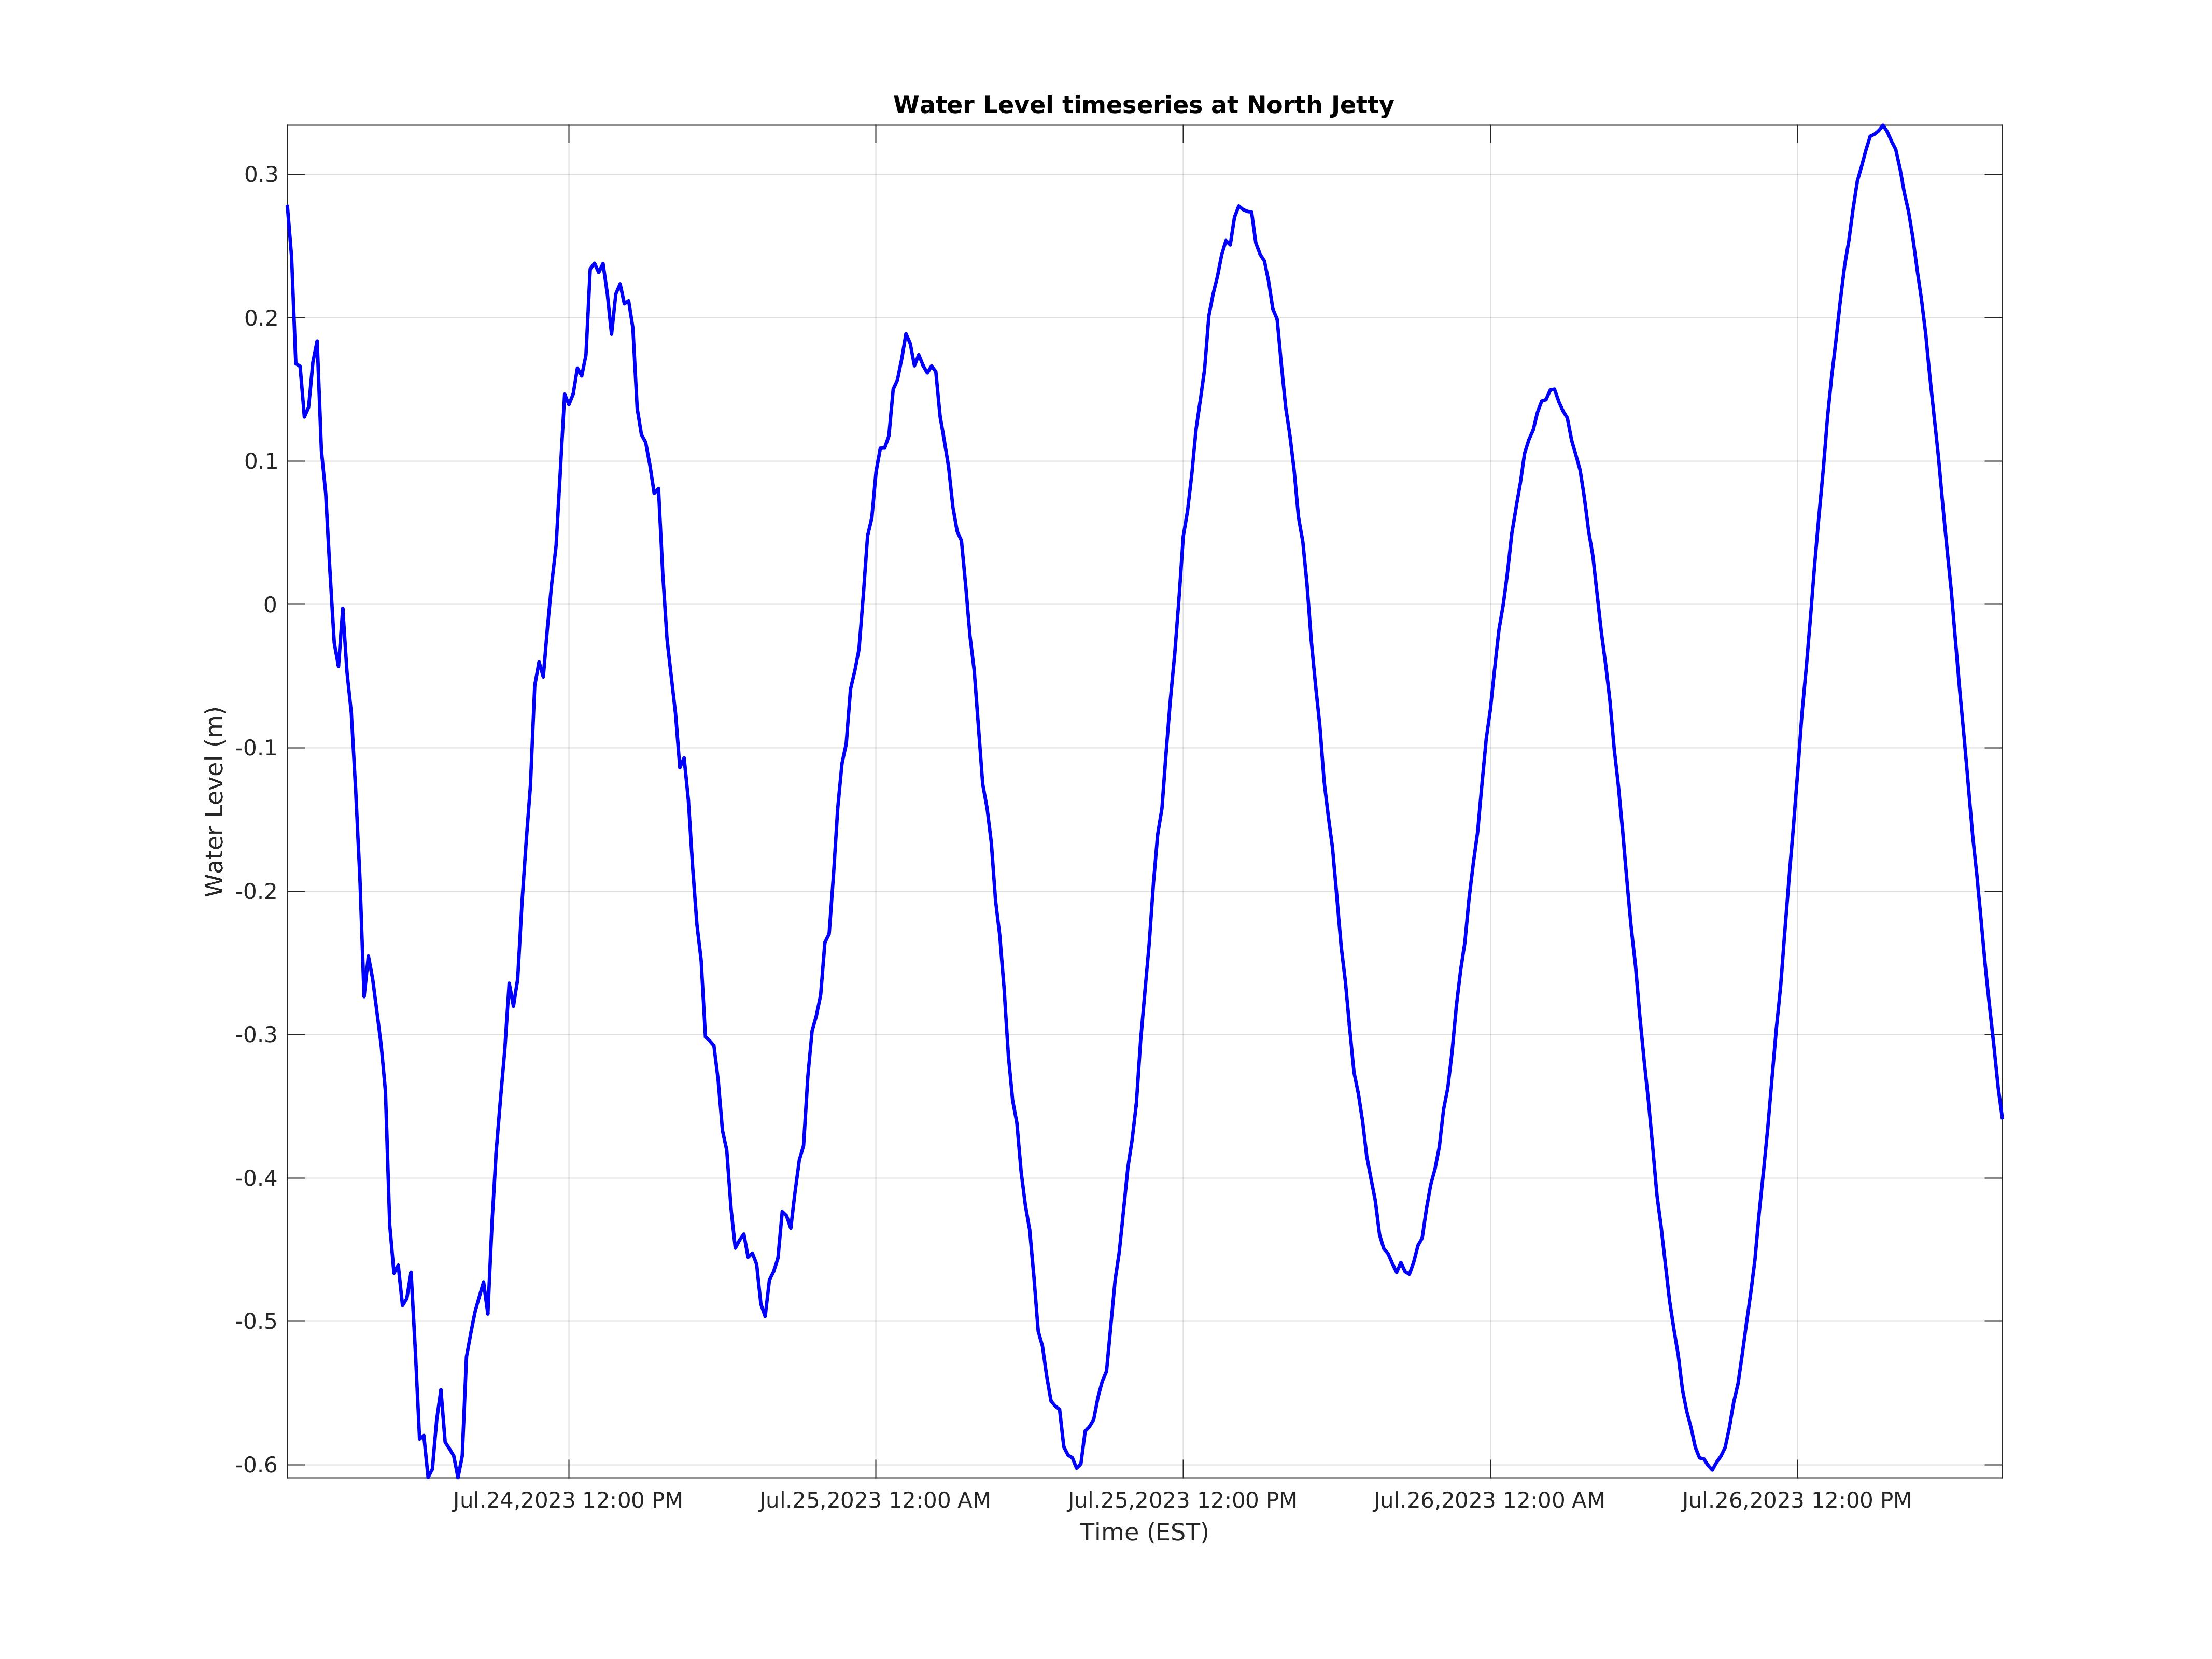 Water Level timeseries at North Jetty
0.3
0.2
0.1
0
-0.1
-0.2
-0.3
-0.4
-0.5
-0.6
Water Level (m)
Jul.24,2023 12:00 PM
Jul.25,2023 12:00 AM
Jul.25,2023 12:00 PM
Jul.26,2023 12:00 AM
Jul.26,2023 12:00 PM
Time (EST)